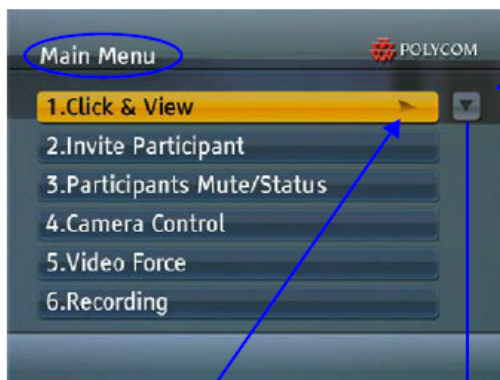 Main Menu
POLYCOM
1.Click & View
2.Invite Participant
3.Participants Mute/Status
4.Camera Control
5.Video Force
6.Recording